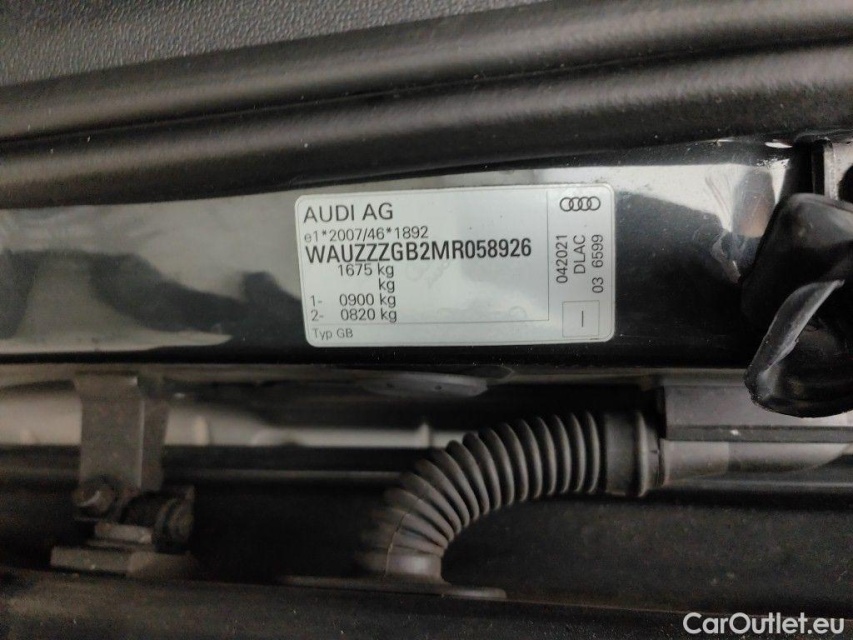 AUDI AG
e1*2007/46*1892
WAUZZZGB2MR058926
1675 kg
kg
1- 0900 kg
2- 0820 kg
Typ GB
042021
DLAC
03 6599
CarOutlet.eu